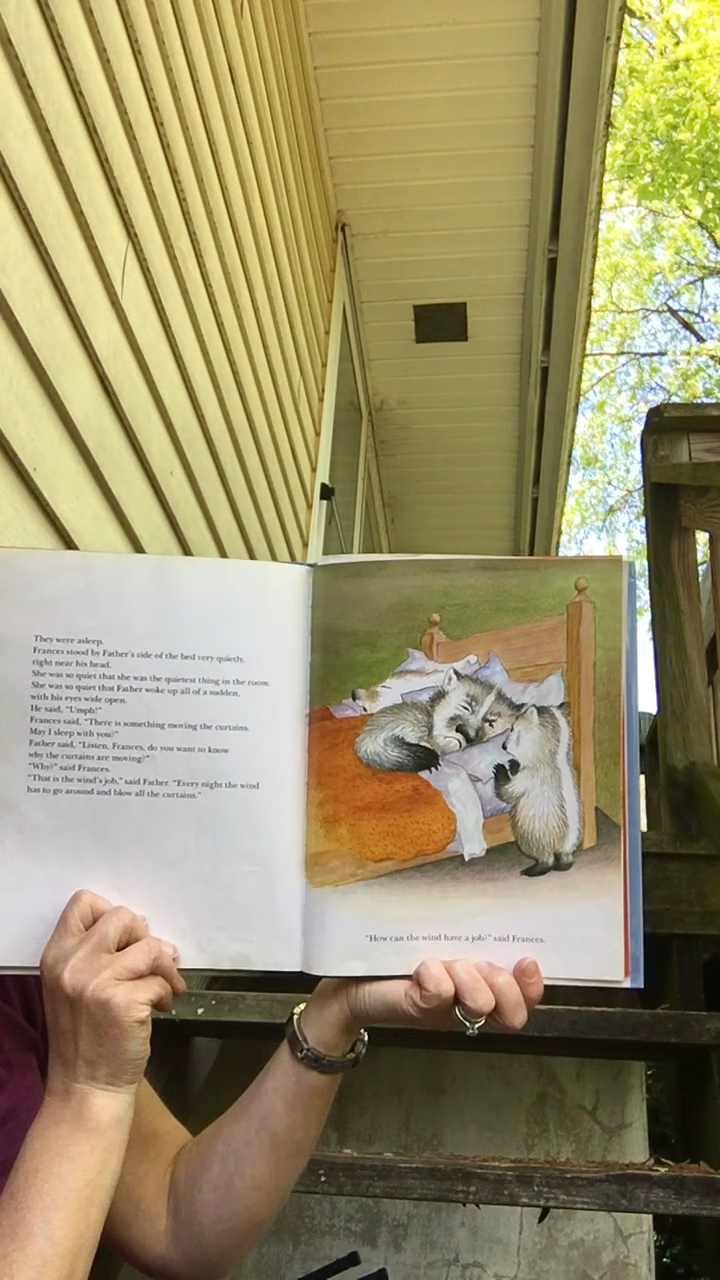 They were asleep.
Frances stood by Father's side of the bed very quietly,
right near his head.
She was so quiet that she was the quietest thing in the room.
She was so quiet that Father woke up all of a sudden,
with his eyes wide open.
He said, "Umph!"
Frances said, "There is something moving the curtains.
May I sleep with you?"
Father said, "Listen, Frances, do you want to know
why the curtains are moving?"
"Why?" said Frances.
"That is the wind's job," said Father. "Every night the wind
has to go around and blow all the curtains."
"How can the wind have a job?" said Frances.